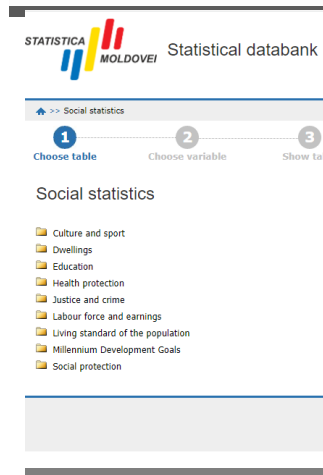 STATISTICA
MOLDOVEI
Statistical databank
>> Social statistics
1
2
3
Choose table
Choose variable
Show ta
Social statistics
Culture and sport
Dwellings
Education
Health protection
Justice and crime
Labour force and earnings
Living standard of the population
Millennium Development Goals
Social protection